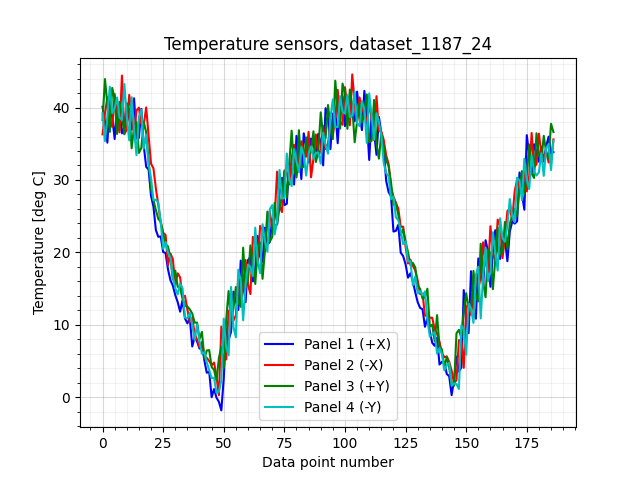 Temperature sensors, dataset_1187_24
Temperature [deg C]
40
30
20
10
0
0 25 50 75 100 125 150 175
Data point number
Panel 1 (+X)
Panel 2 (-X)
Panel 3 (+Y)
Panel 4 (-Y)